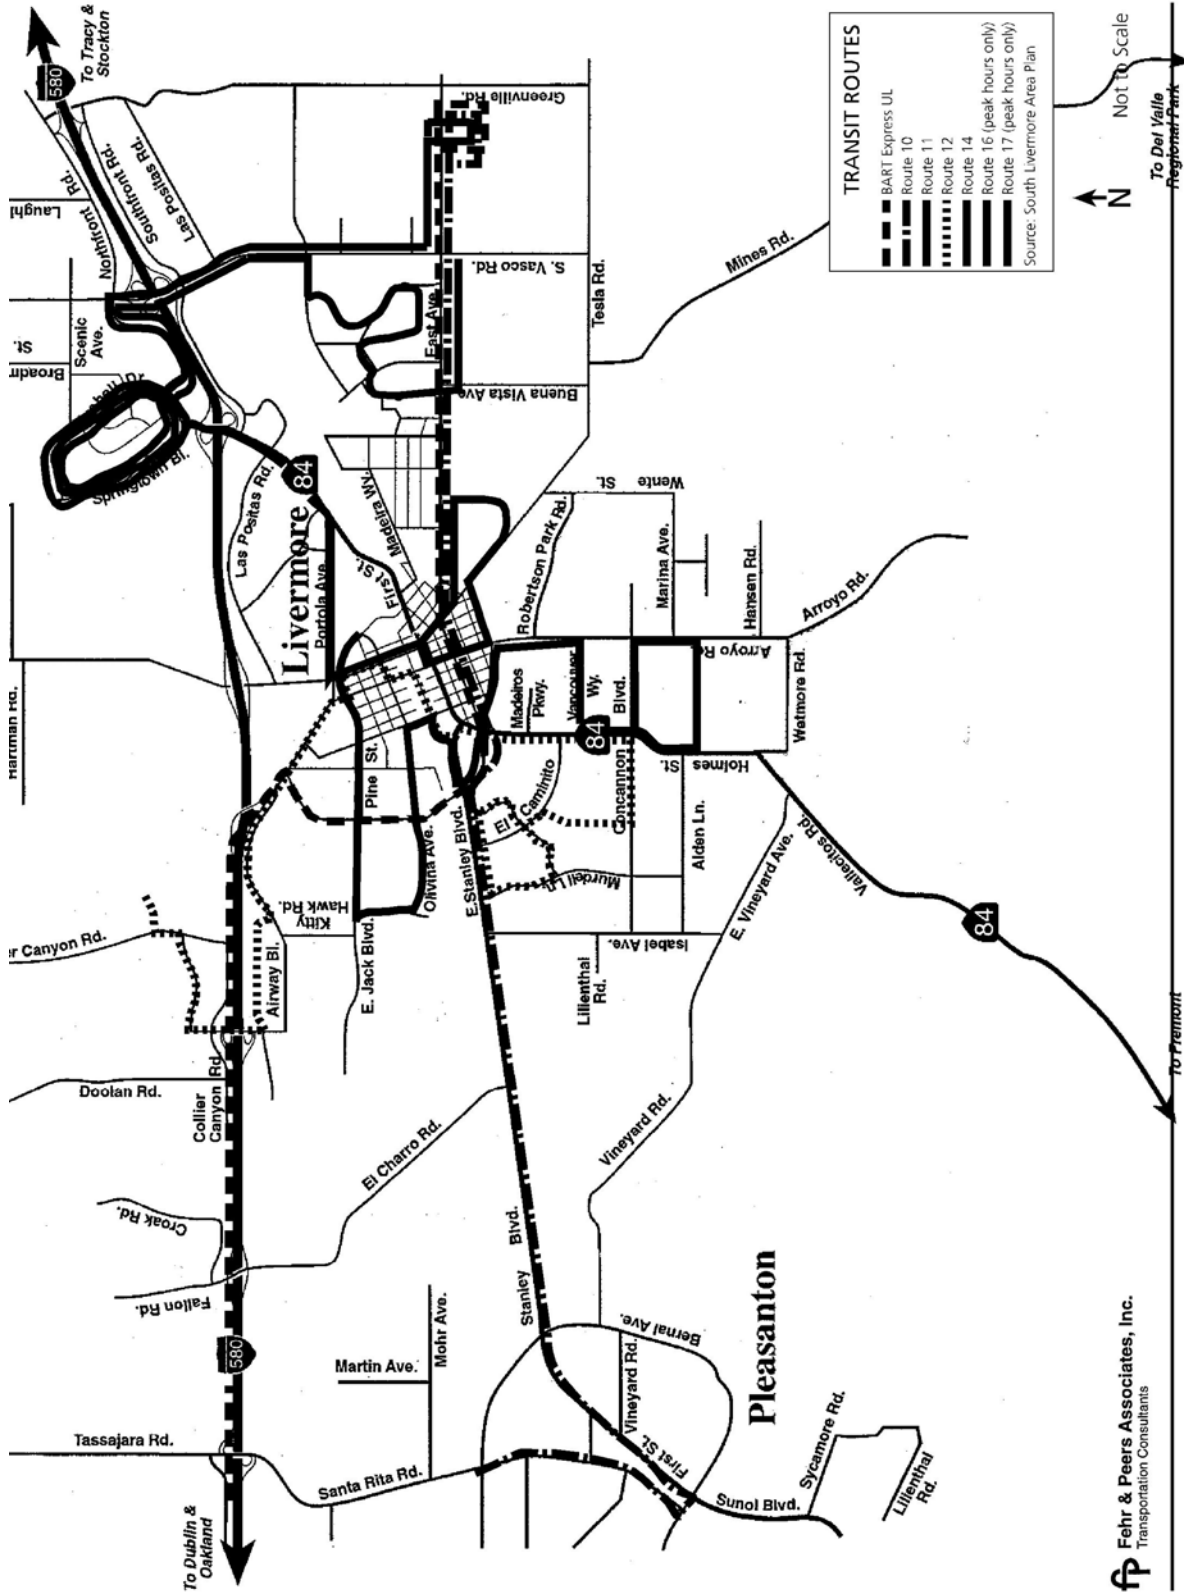 To Tracy &
Stockton
580
Laughl
Rd.
Northfront
Southfront Rd.
Las Positas Rd.
Greenville Rd.
St.
Broadm
Scenic
Ave.
Springtown Bl.
Dr.
S. Vasco Rd.
East Ave.
Buena Vista Ave.
Tesla Rd.
Mines Rd.
84
Las Positas Rd.
Livermore
Portola Ave.
First St.
Madeira Wy.
Hartman Rd.
Robertson Park Rd.
Wente St.
Marina Ave.
Hansen Rd.
Arroyo Rd.
Arroyo Rd.
Madeiros
Pkwy.
Vancouver
Wy.
Blvd.
Concannon
84
Holmes
St.
Wetmore Rd.
Pine
St.
Olivina Ave.
E.Stanley Blvd.
El Caminito
Murdell Ln.
Alden Ln.
E. Vineyard Ave.
Vallecitos Rd.
84
Kitty
Hawk Rd.
E. Jack Blvd.
Airway Bl.
er Canyon Rd.
Isabel Ave.
Lilienthal
Rd.
Doolan Rd.
Collier
Canyon Rd
El Charro Rd.
Croak Rd.
Fallon Rd.
Vineyard Rd.
Stanley
Blvd.
580
Martin Ave.
Mohr Ave.
Bernal Ave.
Vineyard Rd.
First St.
Pleasanton
Tassajara Rd.
Santa Rita Rd.
To Dublin &
Oakland
Sunol Blvd.
Sycamore Rd.
Lilienthal
Rd.
To Fremont
To Del Valle
Regional Park
TRANSIT ROUTES
BART Express UL
Route 10
Route 11
Route 12
Route 14
Route 16 (peak hours only)
Route 17 (peak hours only)
Source: South Livermore Area Plan
N
Not to Scale
fp
Fehr & Peers Associates, Inc.
Transportation Consultants